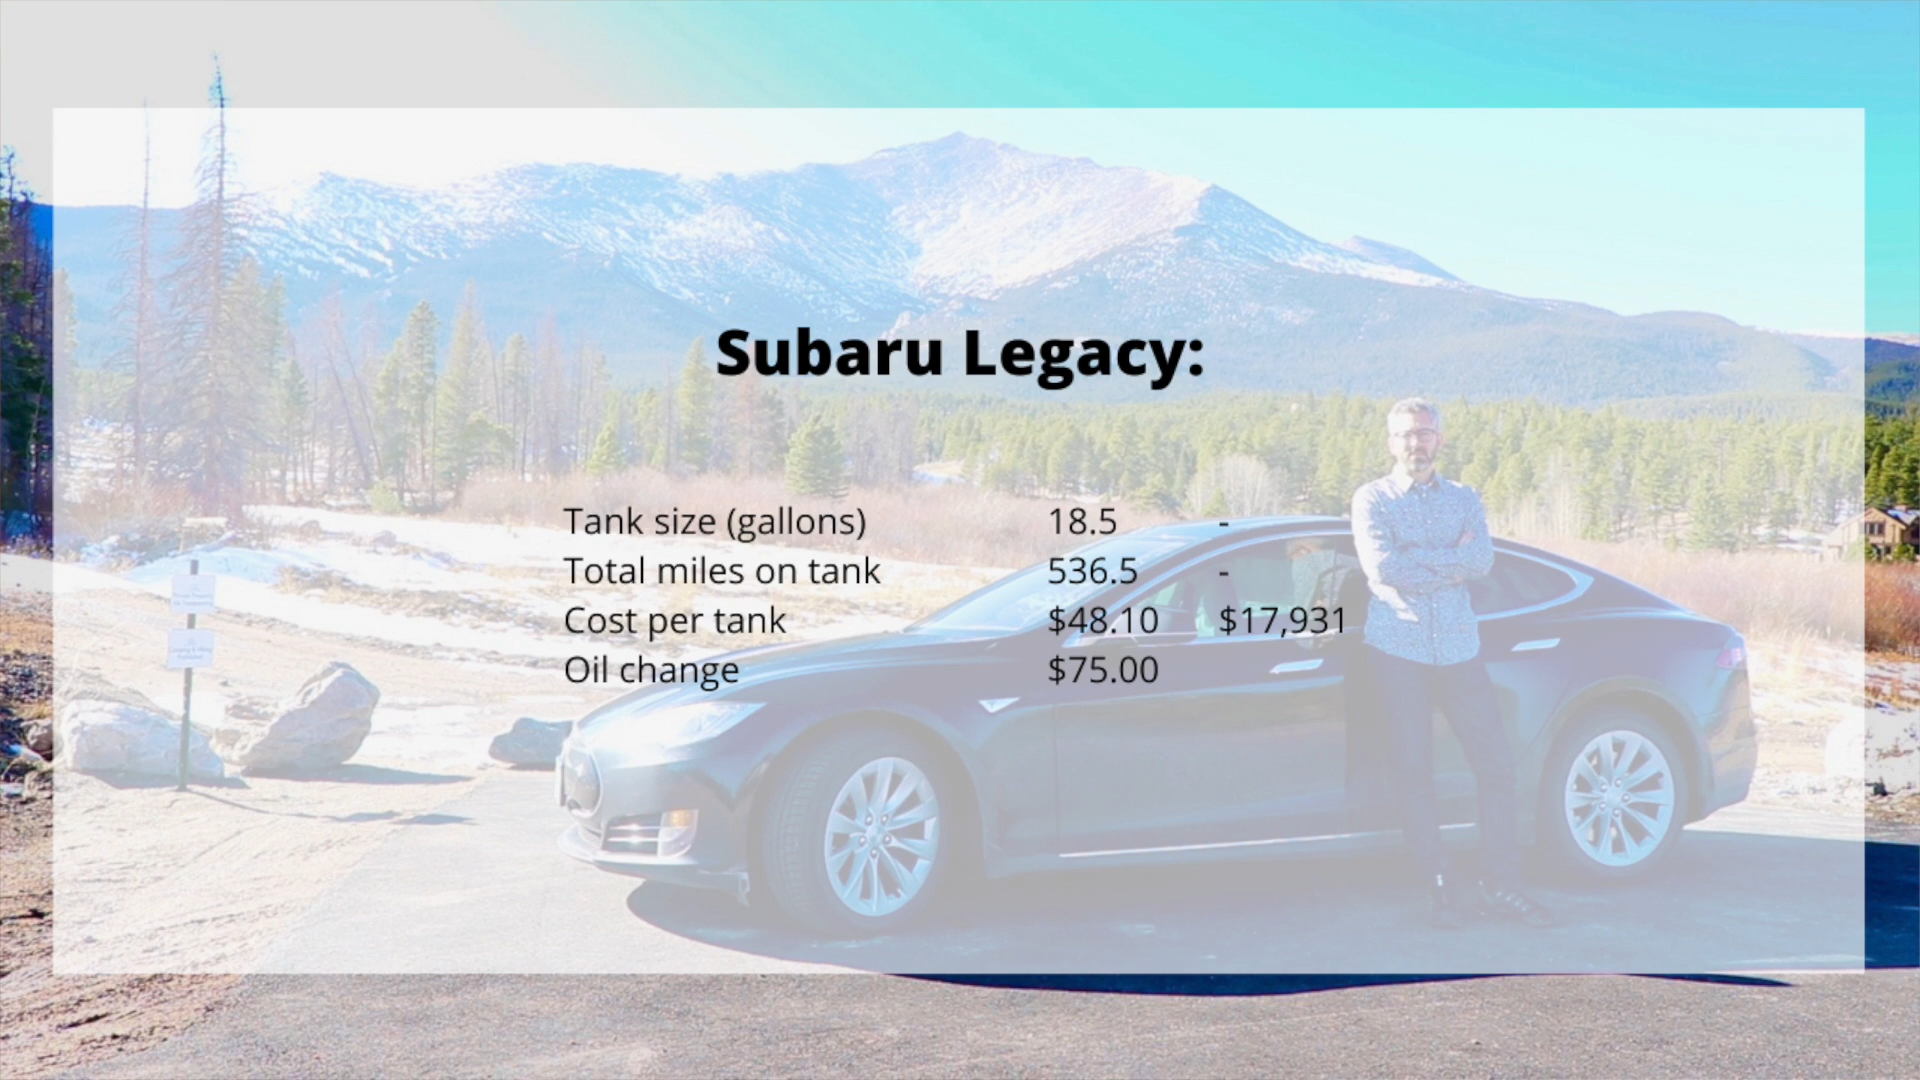 Subaru Legacy:
Tank size (gallons) 18.5 -
Total miles on tank 536.5 -
Cost per tank $48.10 $17,931
Oil change $75.00